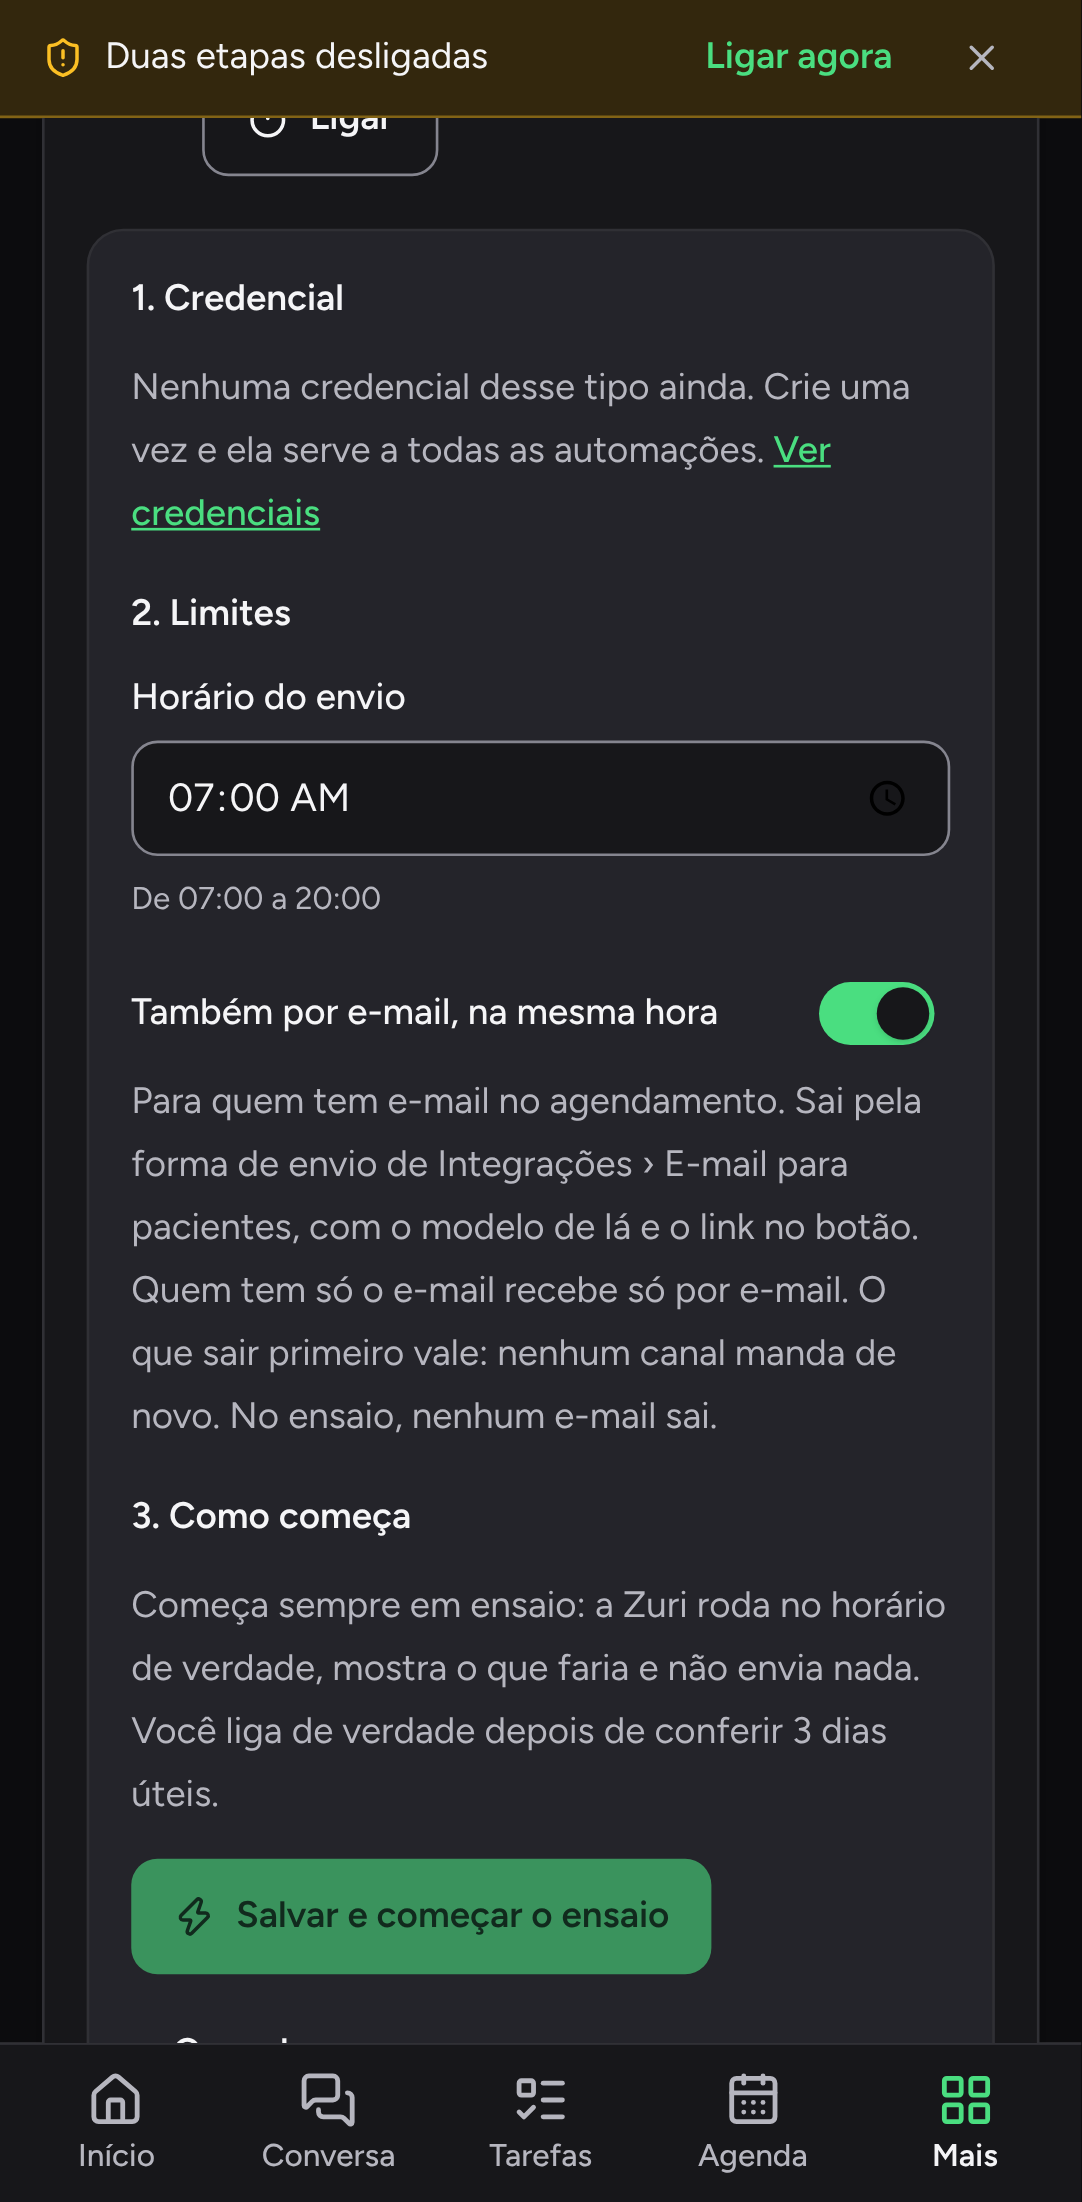 Duas etapas desligadas
Ligar agora
Ligar
1. Credencial
Nenhuma credencial desse tipo ainda. Crie uma
vez e ela serve a todas as automações. Ver
credenciais
2. Limites
Horário do envio
07:00 AM
De 07:00 a 20:00
Também por e-mail, na mesma hora
Para quem tem e-mail no agendamento. Sai pela
forma de envio de Integrações › E-mail para
pacientes, com o modelo de lá e o link no botão.
Quem tem só o e-mail recebe só por e-mail. O
que sair primeiro vale: nenhum canal manda de
novo. No ensaio, nenhum e-mail sai.
3. Como começa
Começa sempre em ensaio: a Zuri roda no horário
de verdade, mostra o que faria e não envia nada.
Você liga de verdade depois de conferir 3 dias
úteis.
Salvar e começar o ensaio
Início
Conversa
Tarefas
Agenda
Mais